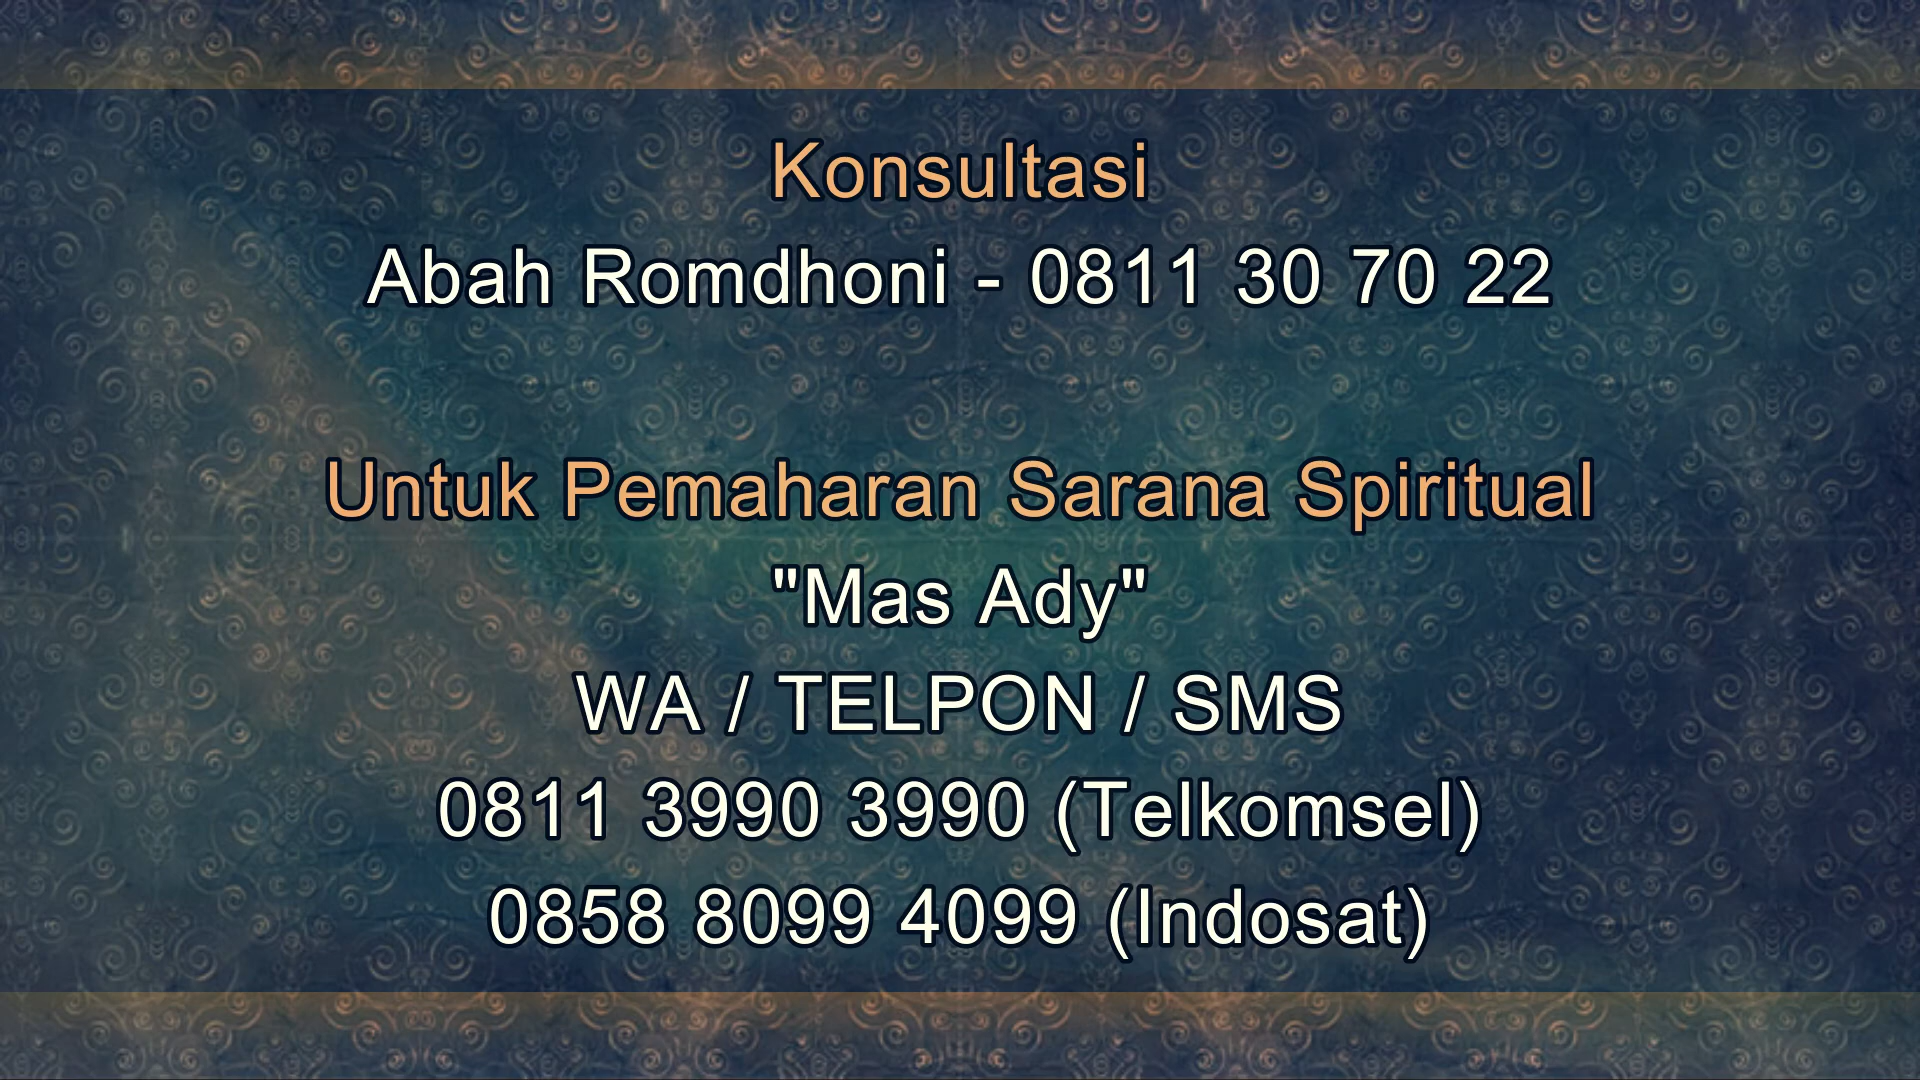 Konsultasi
Abah Romdhoni - 0811 30 70 22
Untuk Pemaharan Sarana Spiritual
"Mas Ady"
WA / TELPON / SMS
0811 3990 3990 (Telkomsel)
0858 8099 4099 (Indosat)